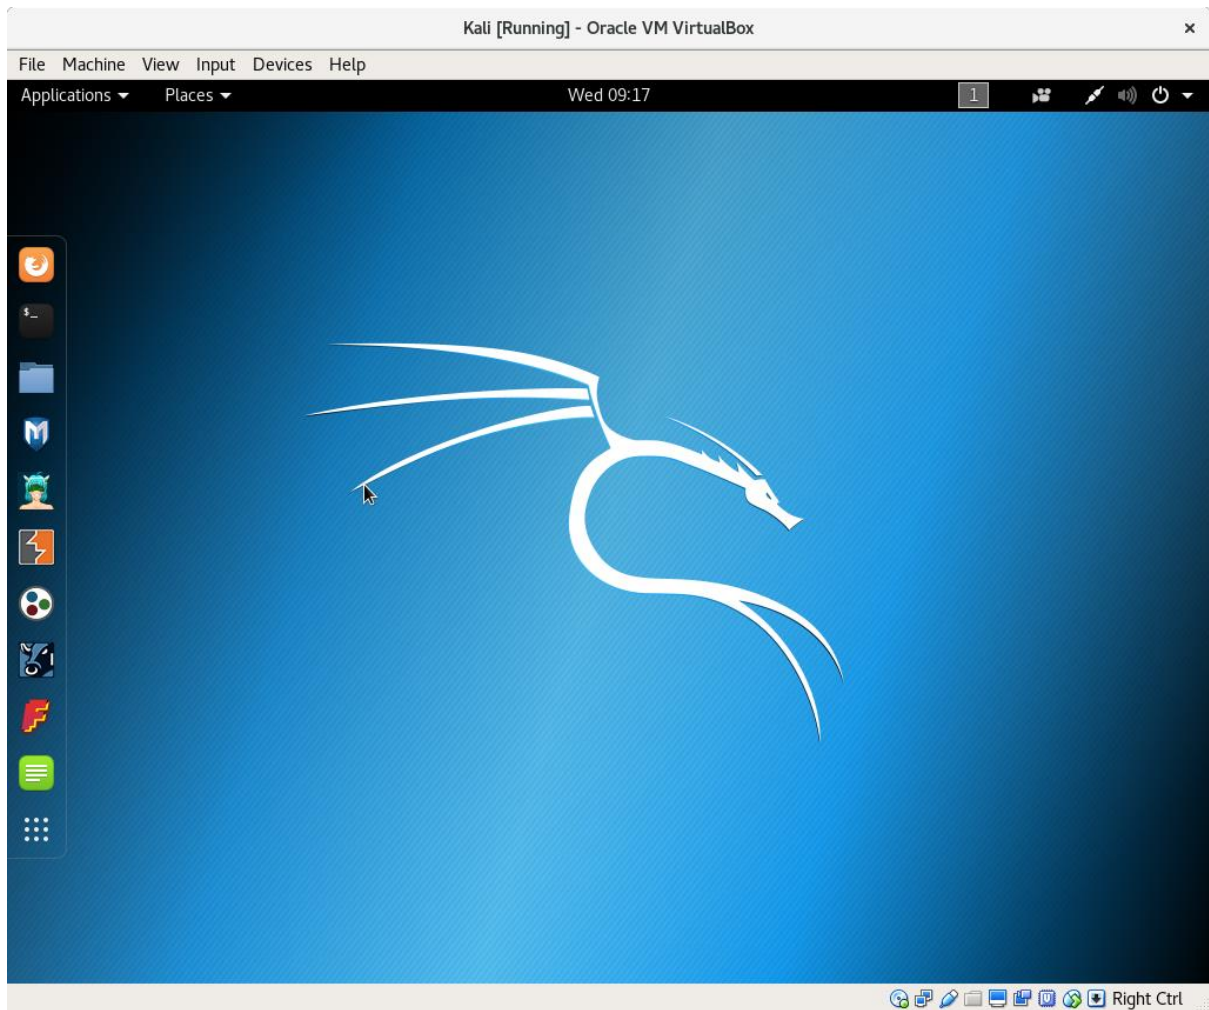 Kali [Running] - Oracle VM VirtualBox
File Machine View Input Devices Help
Applications Places Wed 09:17 1
$_
Right Ctrl